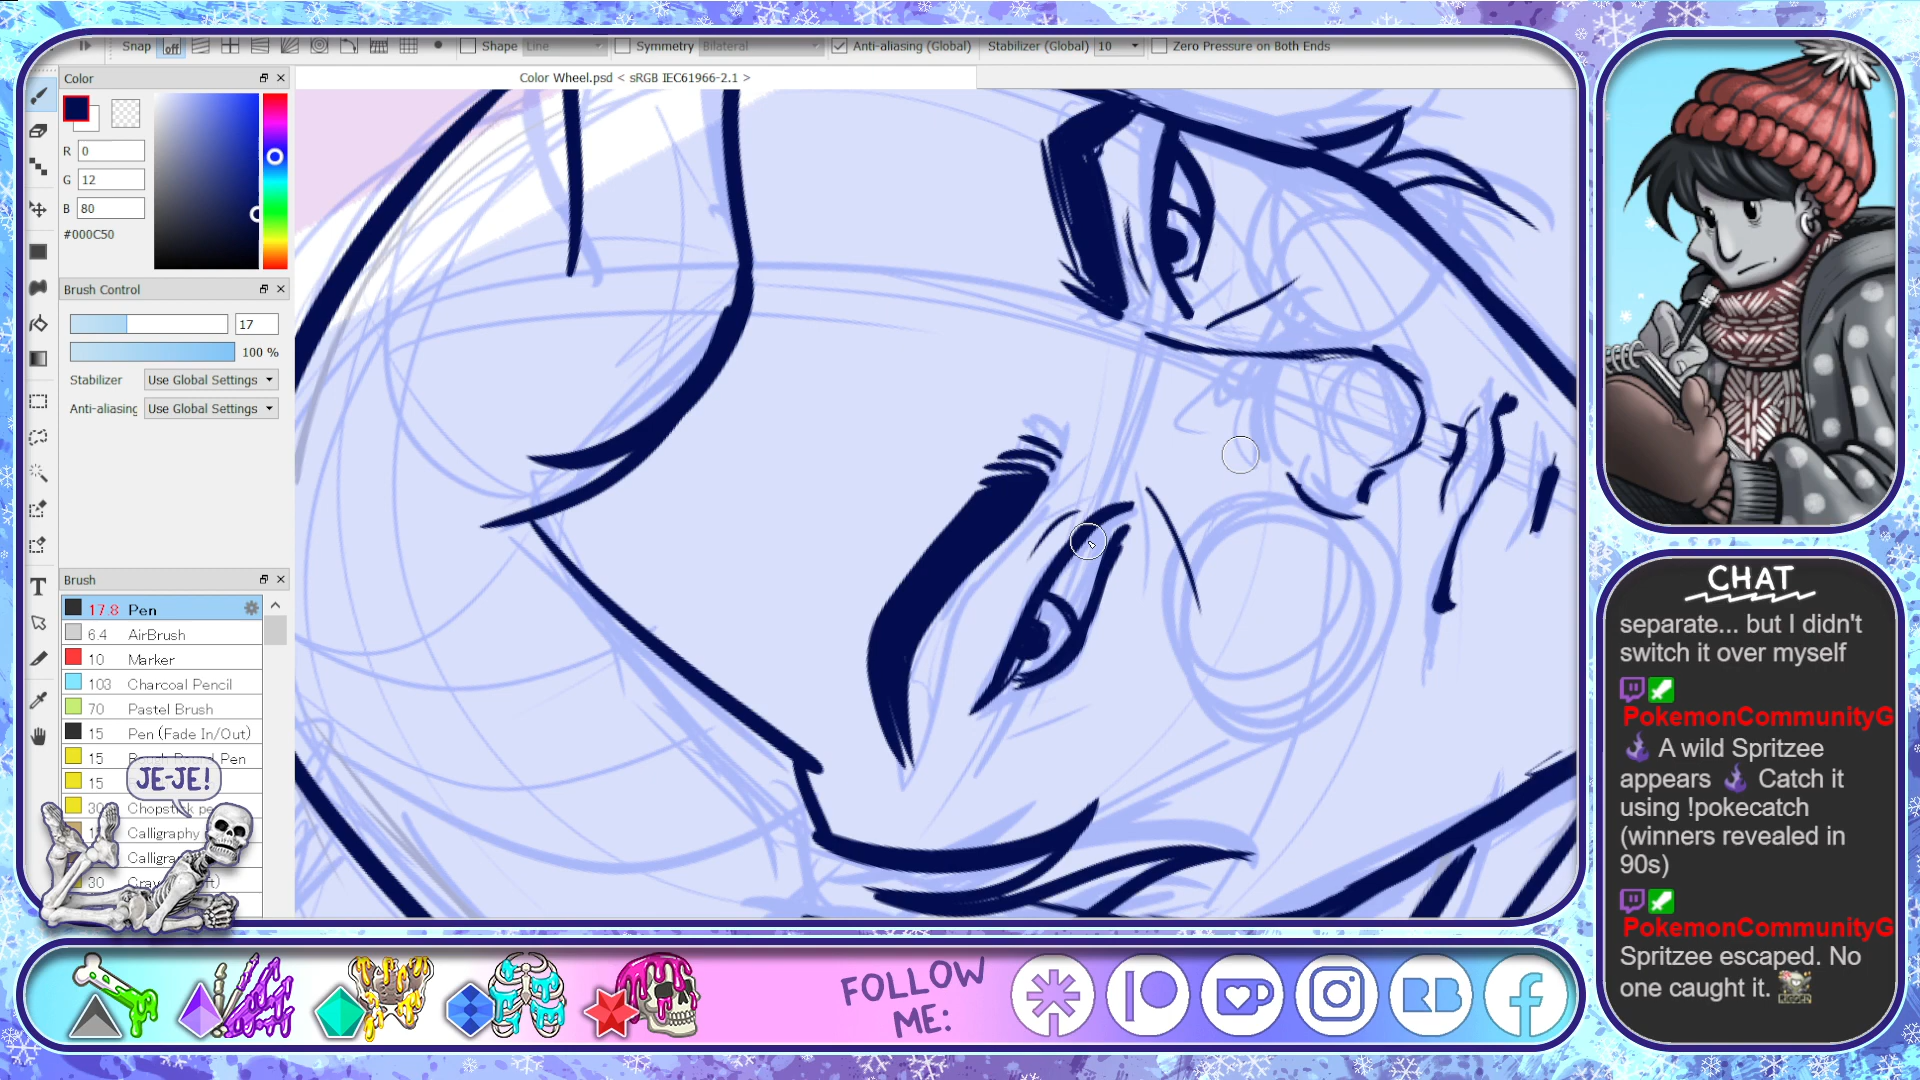 Snap off Shape Line Symmetry Bilateral Anti-aliasing (Global) Stabilizer (Global) 10 Zero Pressure on Both Ends
Color
Color Wheel.psd < sRGB IEC61966-2.1 >
R 0
G 12
B 80
#000C50
Brush Control
17
100 %
Stabilizer Use Global Settings
Anti-aliasing Use Global Settings
Brush
17.8 Pen
6.4 AirBrush
10 Marker
103 Charcoal Pencil
70 Pastel Brush
15 Pen (Fade In/Out)
15 Pen
15
30 Chopstick pe
Calligraphy
Calligra
30
JE-JE!
FOLLOW
ME:
CHAT
separate... but I didn't
switch it over myself
PokemonCommunityG
A wild Spritzee
appears Catch it
using !pokecatch
(winners revealed in
90s)
PokemonCommunityG
Spritzee escaped. No
one caught it.